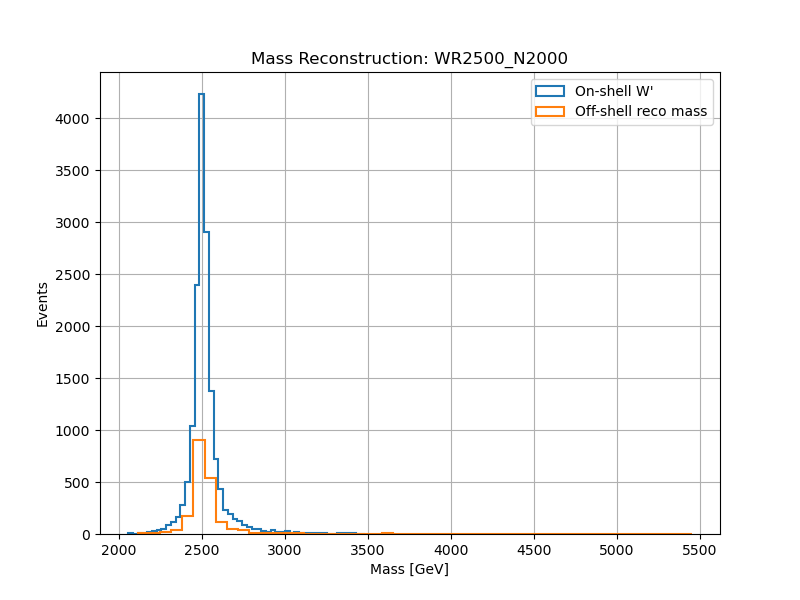 Mass Reconstruction: WR2500_N2000
On-shell W'
Off-shell reco mass
Events
4000
3500
3000
2500
2000
1500
1000
500
0
2000 2500 3000 3500 4000 4500 5000 5500
Mass [GeV]